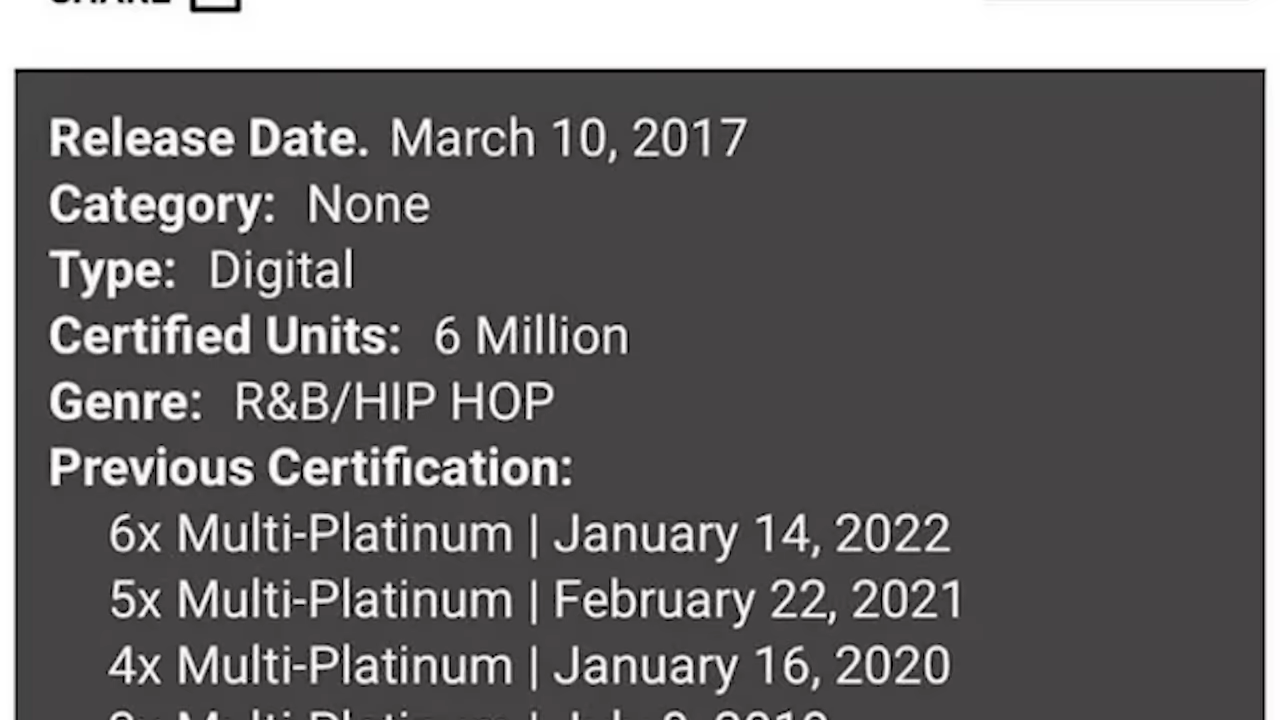 SHARE
Release Date. March 10, 2017
Category: None
Type: Digital
Certified Units: 6 Million
Genre: R&B/HIP HOP
Previous Certification:
6x Multi-Platinum | January 14, 2022
5x Multi-Platinum | February 22, 2021
4x Multi-Platinum | January 16, 2020